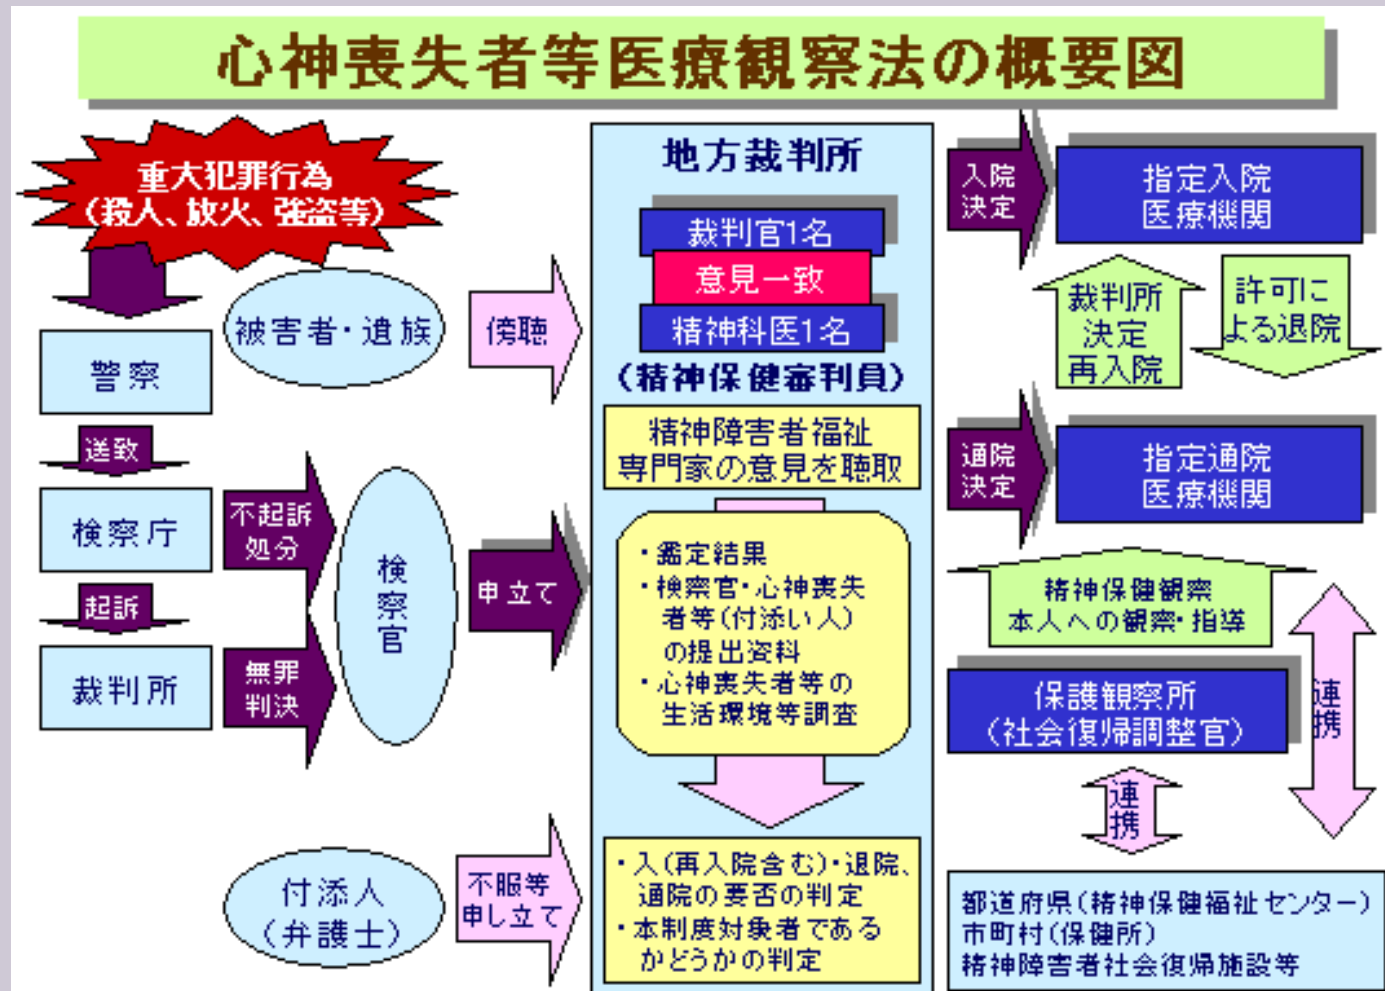 心神喪失者等医療観察法の概要図
重大犯罪行為
(殺人、放火、強盗等)
警察
送致
検察庁
起訴
裁判所
被害者・遺族
傍聴
不起訴
処分
無罪
判決
検察官
申立て
付添人
(弁護士)
不服等
申し立て
地方裁判所
裁判官1名
意見一致
精神科医1名
(精神保健審判員)
精神障害者福祉
専門家の意見を聴取
・鑑定結果
・検察官・心神喪失
者等(付添い人)
の提出資料
・心神喪失者等の
生活環境等調査
・入(再入院含む)・退院、
通院の要否の判定
・本制度対象者である
かどうかの判定
入院
決定
指定入院
医療機関
裁判所
決定
再入院
許可に
よる退院
通院
決定
指定通院
医療機関
精神保健観察
本人への観察・指導
保護観察所
(社会復帰調整官)
連携
連携
都道府県(精神保健福祉センター)
市町村(保健所)
精神障害者社会復帰施設等